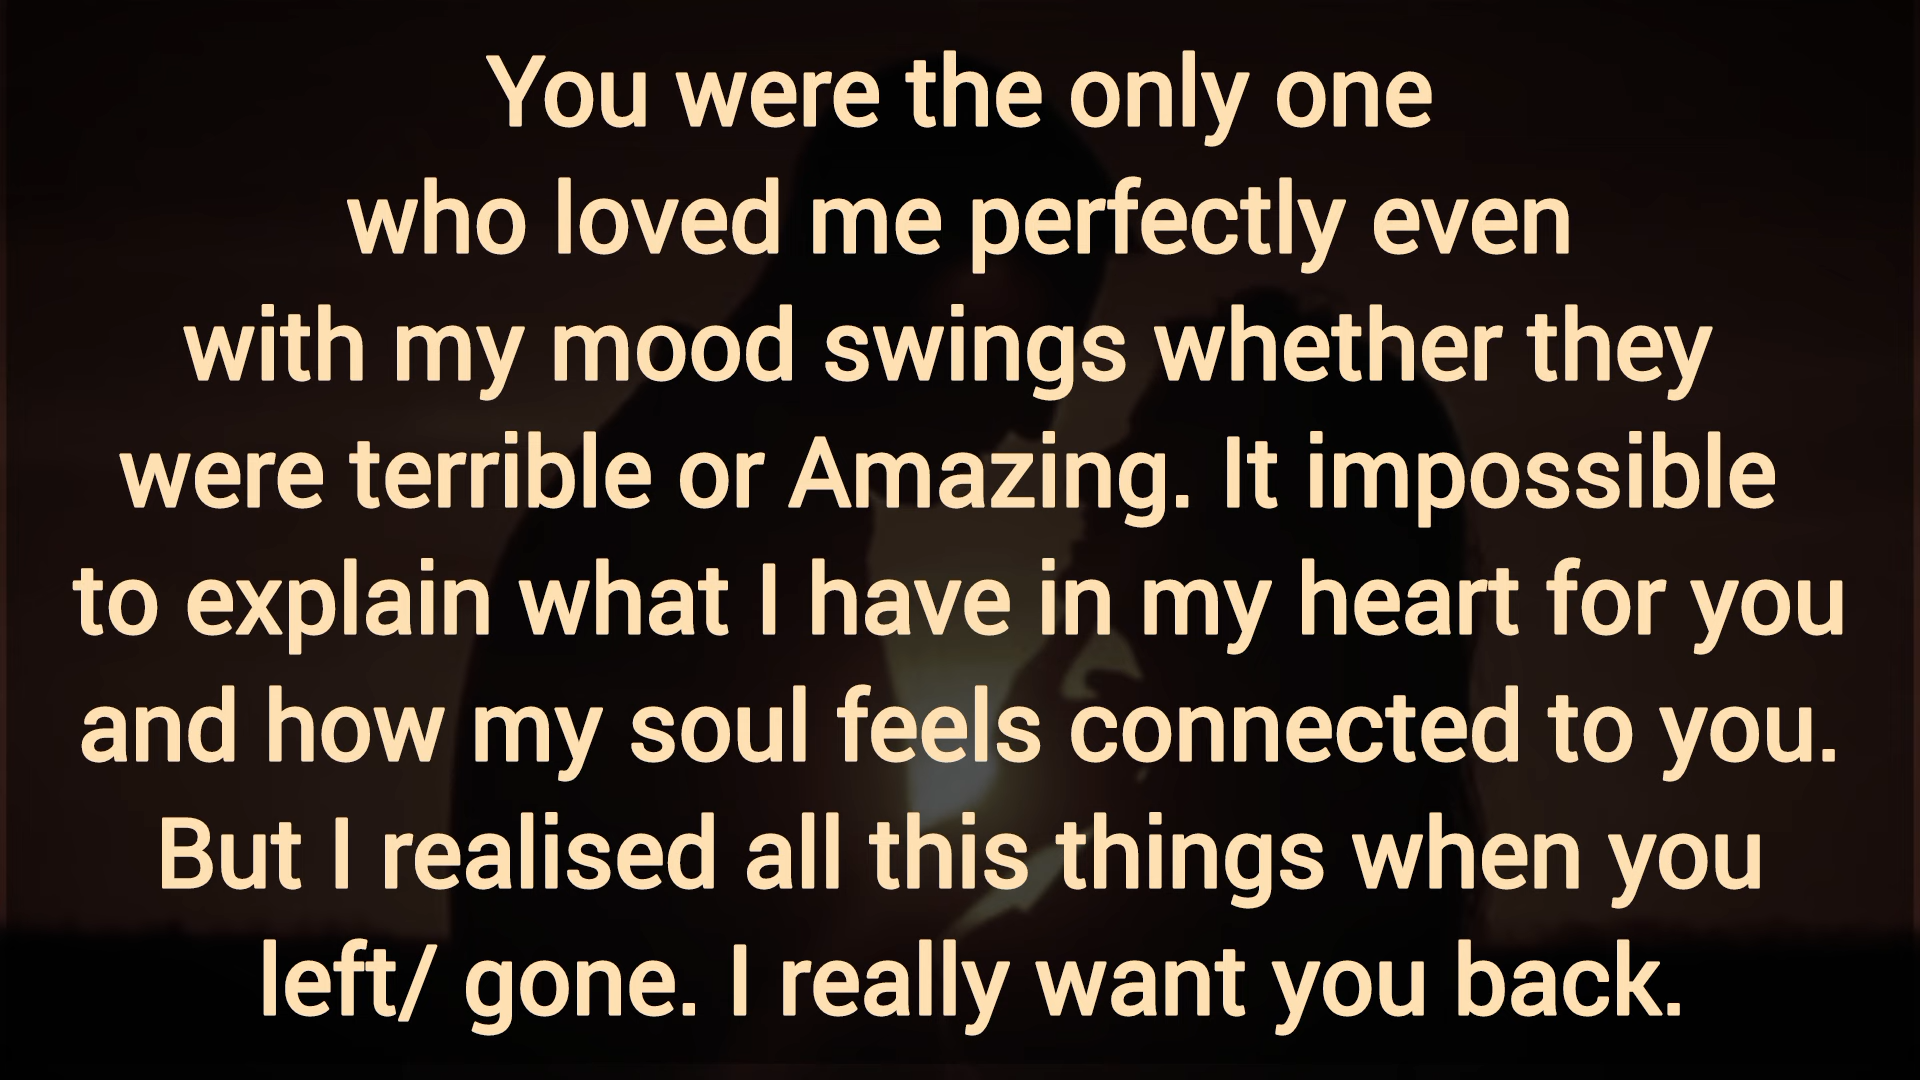 You were the only one
who loved me perfectly even
with my mood swings whether they
were terrible or Amazing. It impossible
to explain what I have in my heart for you
and how my soul feels connected to you.
But I realised all this things when you
left/ gone. I really want you back.